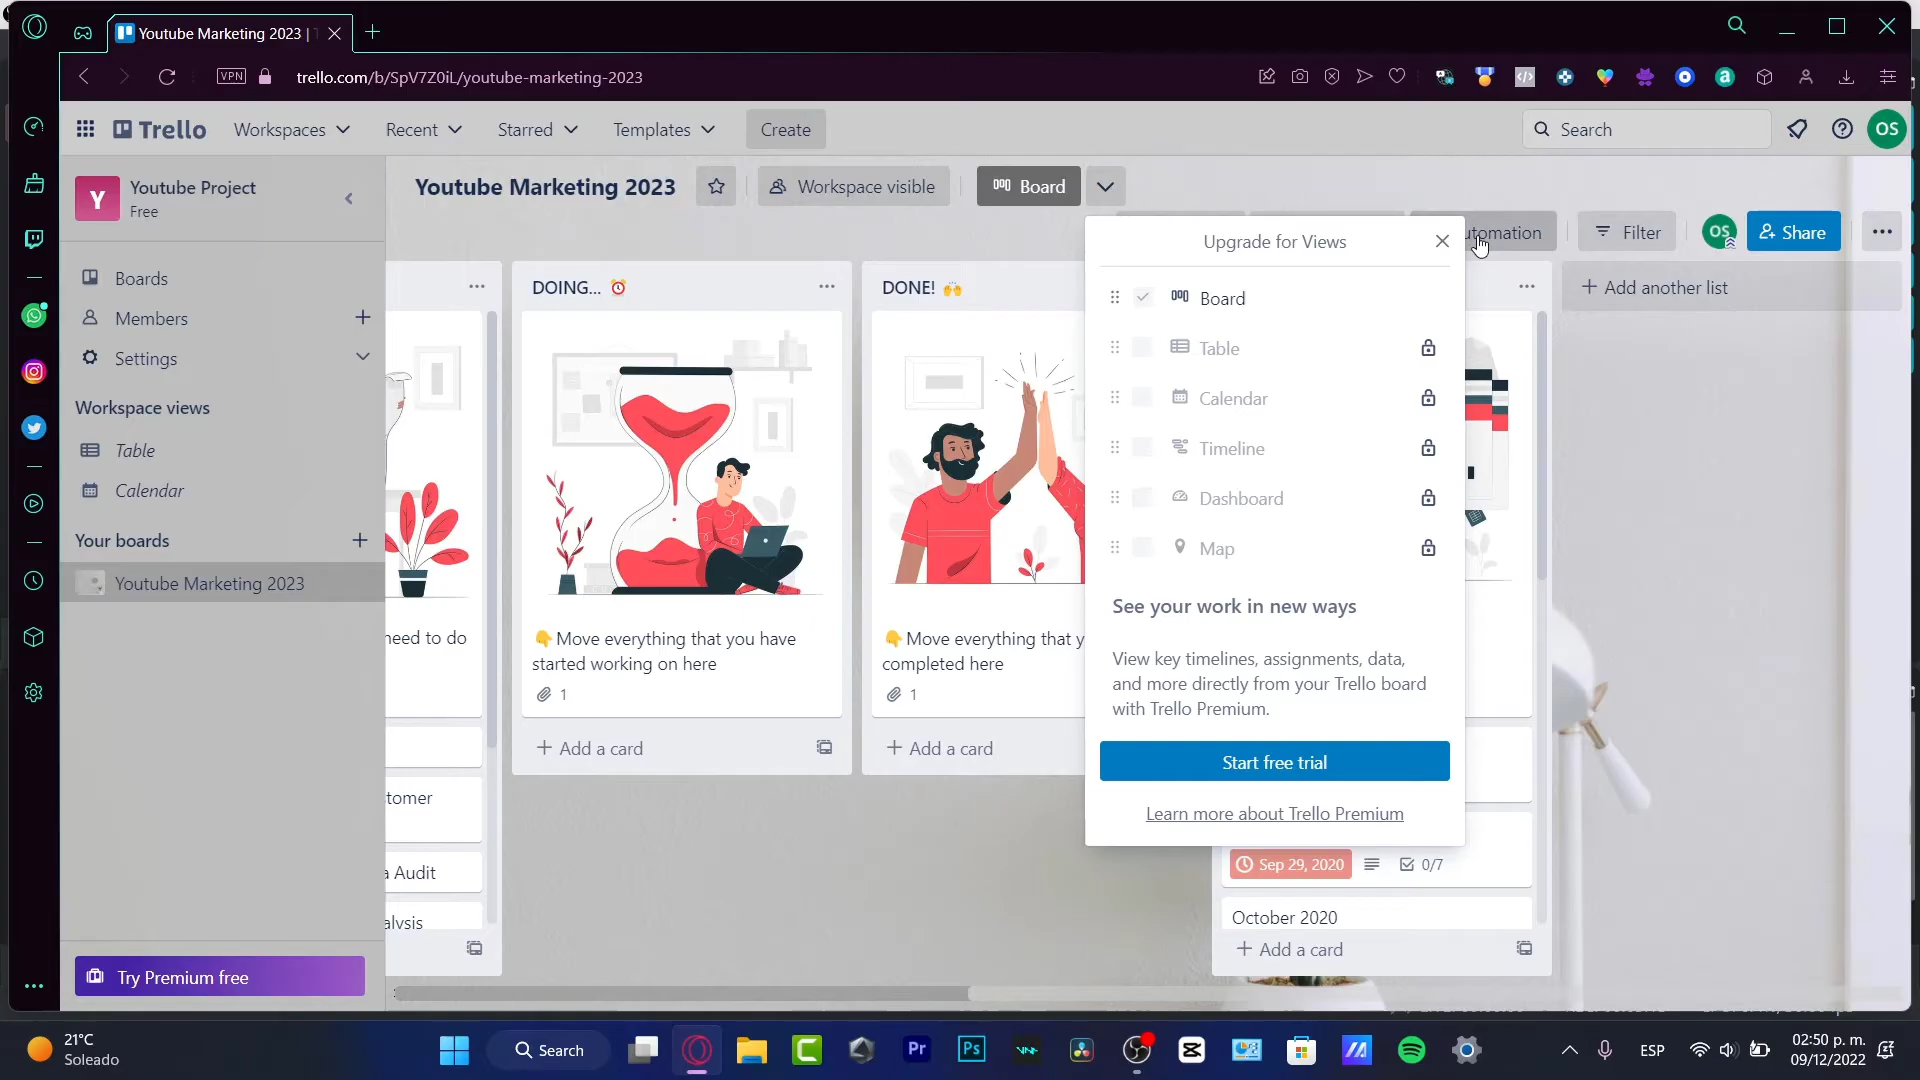 Youtube Marketing 2023 |
VPN
trello.com/b/SpV7Z0iL/youtube-marketing-2023
Trello
Workspaces
Recent
Starred
Templates
Create
Search
OS
Y
Youtube Project
Free
Youtube Marketing 2023
Workspace visible
Board
utomation
Filter
OS
Share
Boards
Members
Settings
Workspace views
Table
Calendar
Your boards
Youtube Marketing 2023
Try Premium free
need to do
tomer
a Audit
alysis
DOING... ⏰
👇 Move everything that you have
started working on here
1
+ Add a card
DONE! 🙌
👇 Move everything that y
completed here
1
+ Add a card
Upgrade for Views
Board
Table
Calendar
Timeline
Dashboard
Map
See your work in new ways
View key timelines, assignments, data,
and more directly from your Trello board
with Trello Premium.
Start free trial
Learn more about Trello Premium
Sep 29, 2020
0/7
October 2020
+ Add a card
+ Add another list
21°C
Soleado
Search
Pr
Ps
ESP
02:50 p. m.
09/12/2022